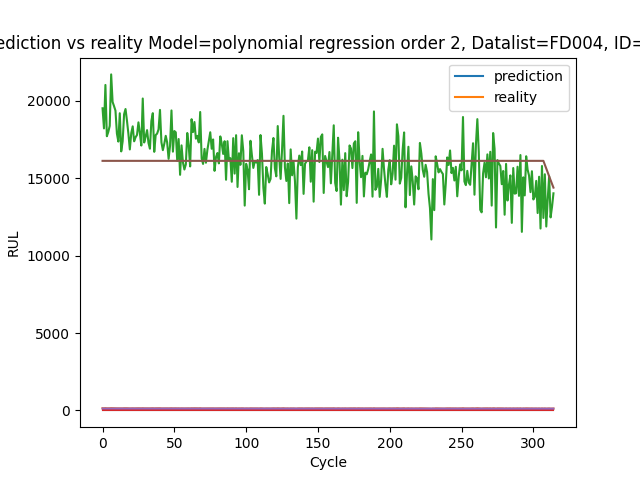 ediction vs reality Model=polynomial regression order 2, Datalist=FD004, ID=
prediction
reality
20000
15000
10000
5000
0
RUL
0 50 100 150 200 250 300
Cycle